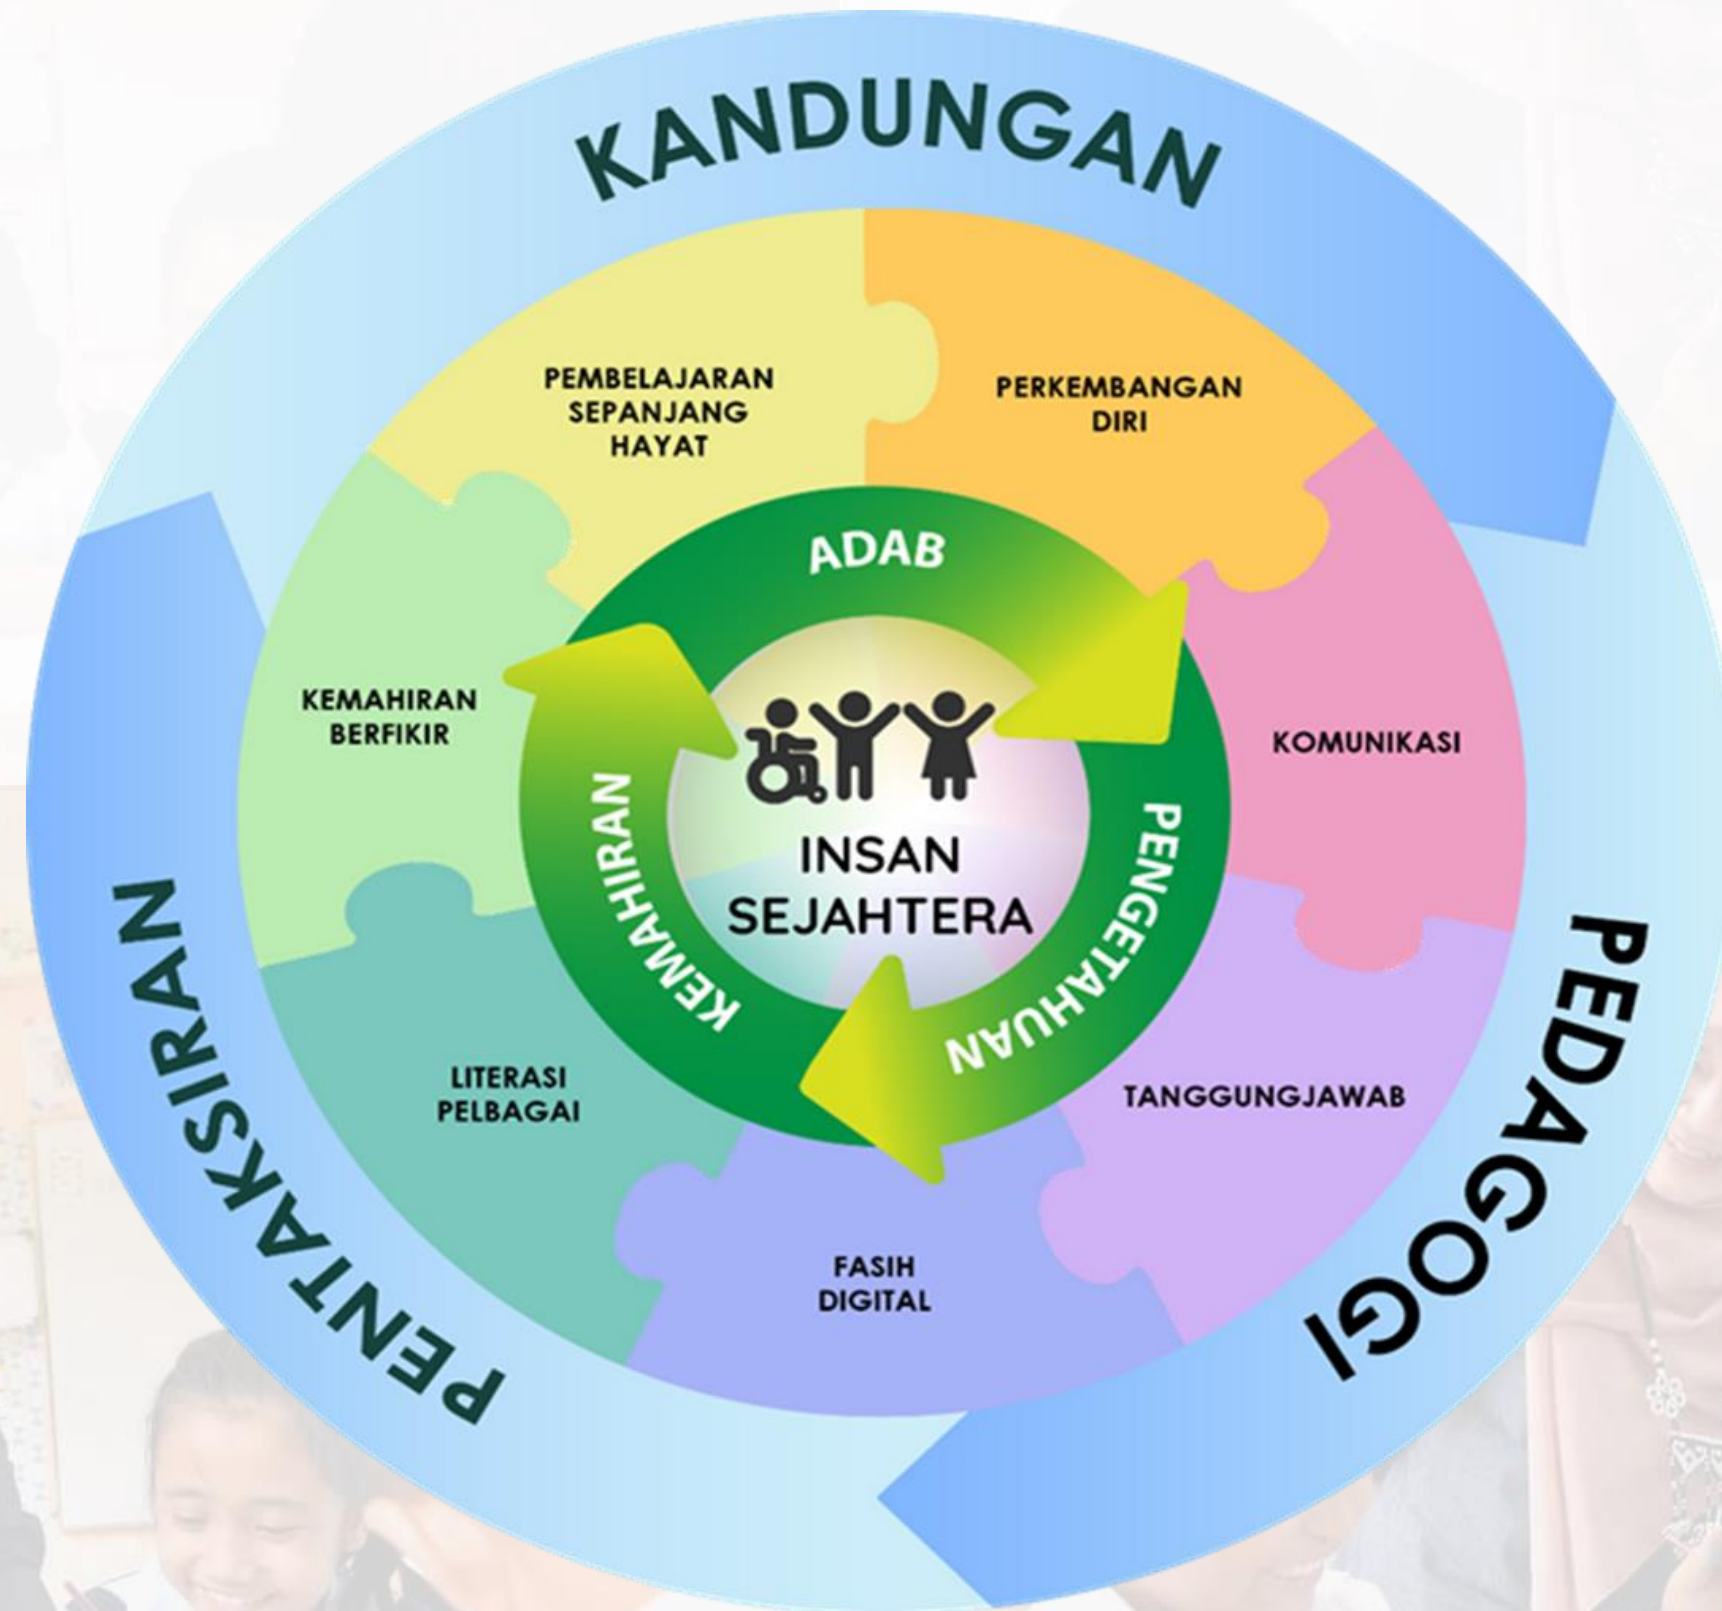 KANDUNGAN
PEMBELAJARAN
SEPANJANG
HAYAT
PERKEMBANGAN
DIRI
ADAB
KEMAHIRAN
BERFIKIR
KOMUNIKASI
KEMAHIRAN
PENGETAHUAN
INSAN
SEJAHTERA
PENTAKSIRAN
PEDAGOGI
LITERASI
PELBAGAI
TANGGUNGJAWAB
FASIH
DIGITAL